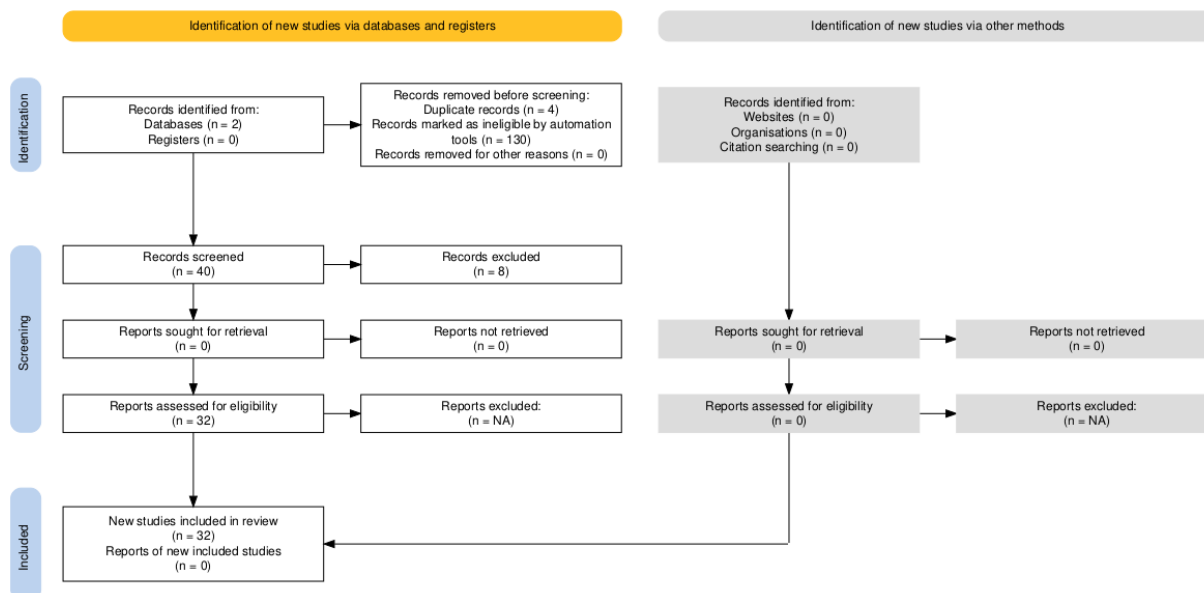 Identification of new studies via databases and registers
Identification of new studies via other methods
Identification
Records identified from:
Databases (n = 2)
Registers (n = 0)
Records removed before screening:
Duplicate records (n = 4)
Records marked as ineligible by automation
tools (n = 130)
Records removed for other reasons (n = 0)
Records identified from:
Websites (n = 0)
Organisations (n = 0)
Citation searching (n = 0)
Screening
Records screened
(n = 40)
Records excluded
(n = 8)
Reports sought for retrieval
(n = 0)
Reports not retrieved
(n = 0)
Reports sought for retrieval
(n = 0)
Reports not retrieved
(n = 0)
Reports assessed for eligibility
(n = 32)
Reports excluded:
(n = NA)
Reports assessed for eligibility
(n = 0)
Reports excluded:
(n = NA)
Included
New studies included in review
(n = 32)
Reports of new included studies
(n = 0)